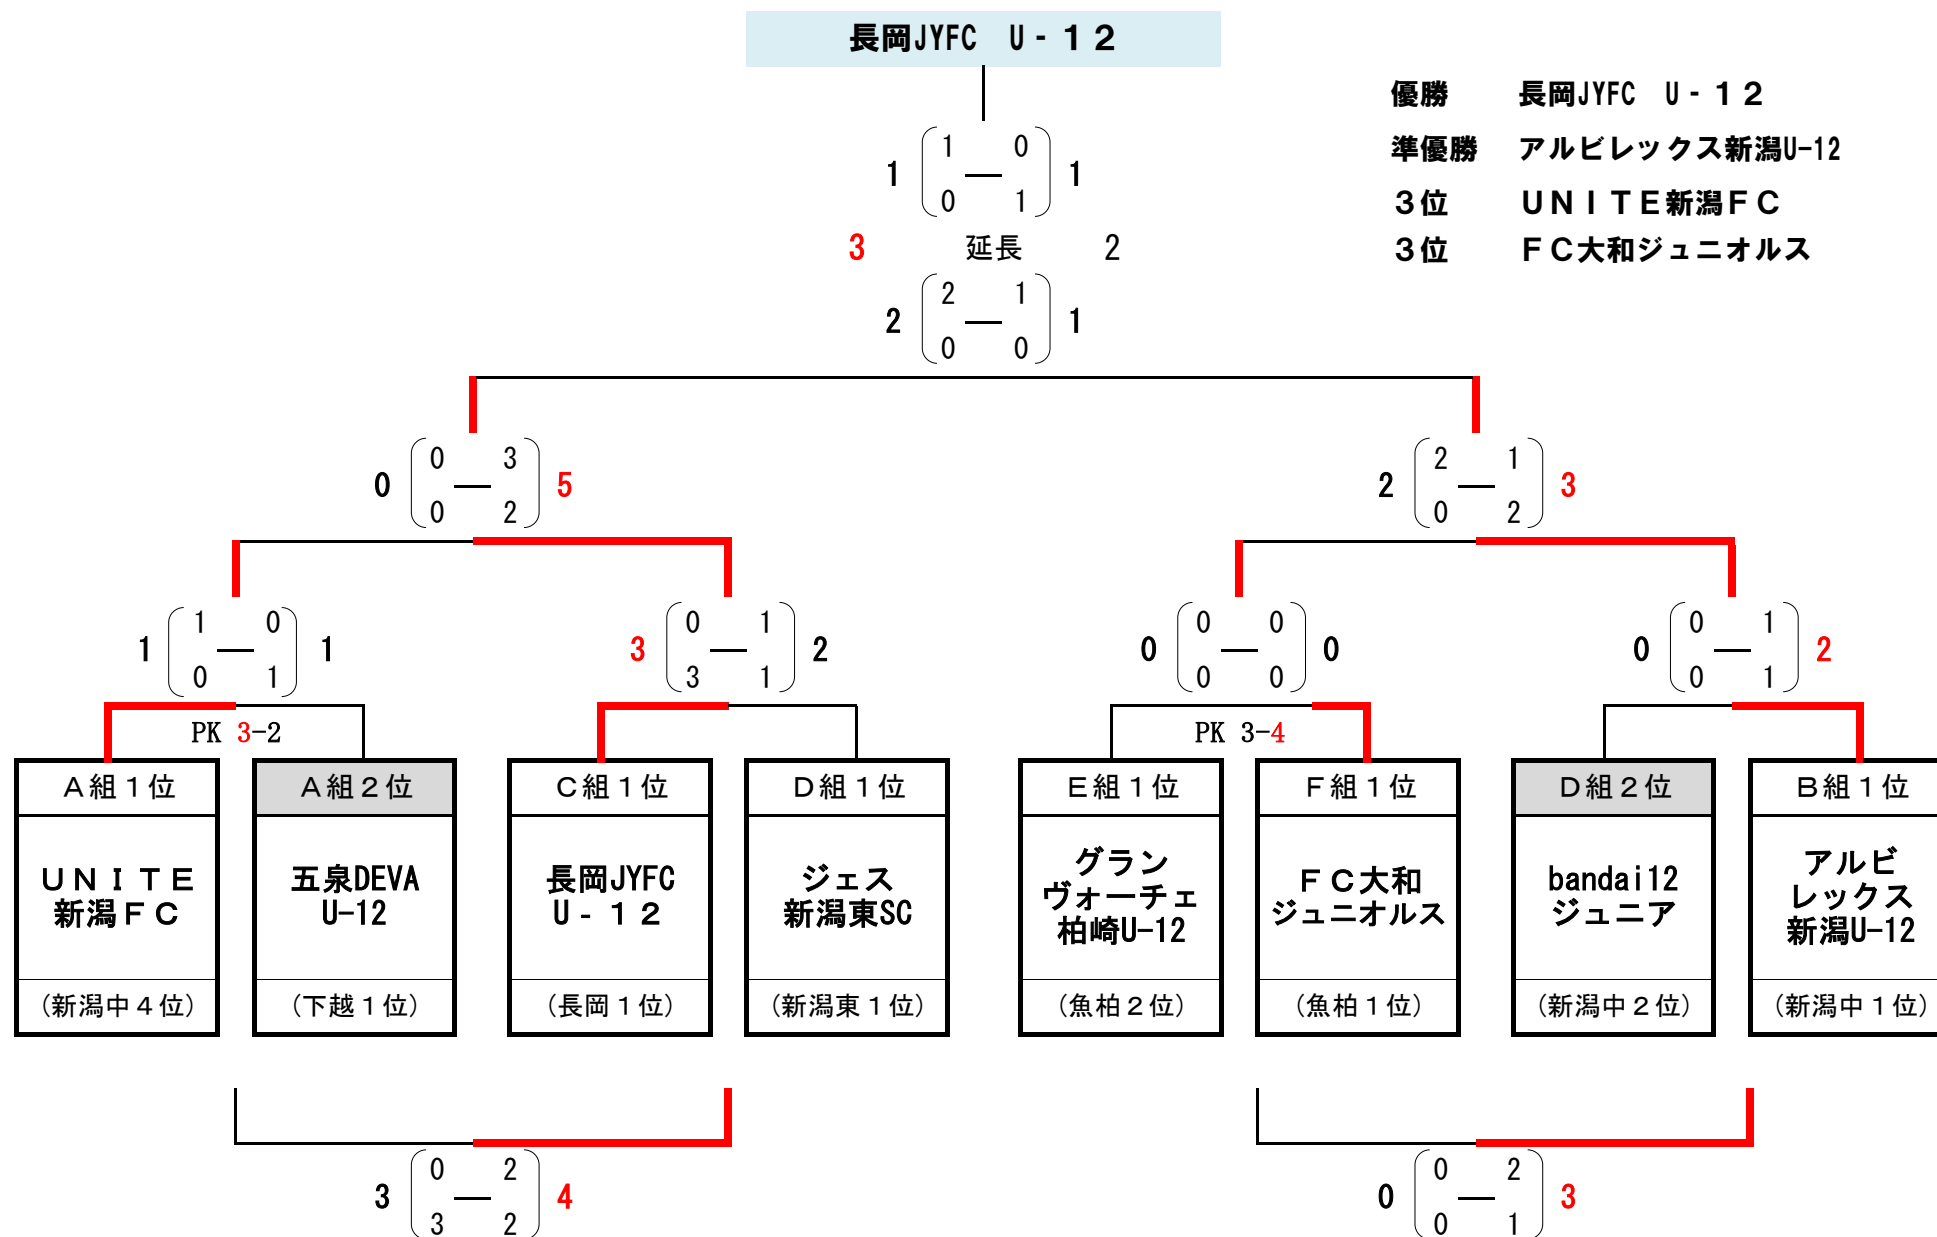 長岡JYFC　U‐１２
優勝　長岡JYFC　U‐１２
準優勝　アルビレックス新潟U-12
３位　ＵＮＩＴＥ新潟ＦＣ
３位　ＦＣ大和ジュニオルス
1 0
1 ― 1
0 1
3 延長 2
2 1
2 ― 1
0 0
0 3
0 ― 5
0 2
2 1
2 ― 3
0 2
1 0
1 ― 1
0 1
PK 3-2
0 1
3 ― 2
3 1
0 0
0 ― 0
0 0
PK 3-4
0 1
0 ― 2
0 1
Ａ組１位
ＵＮＩＴＥ
新潟ＦＣ
(新潟中４位)
Ａ組２位
五泉DEVA
U-12
(下越１位)
Ｃ組１位
長岡JYFC
U‐１２
(長岡１位)
Ｄ組１位
ジェス
新潟東SC
(新潟東１位)
Ｅ組１位
グラン
ヴォーチェ
柏崎U-12
(魚柏２位)
Ｆ組１位
ＦＣ大和
ジュニオルス
(魚柏１位)
Ｄ組２位
bandai12
ジュニア
(新潟中２位)
Ｂ組１位
アルビ
レックス
新潟U-12
(新潟中１位)
0 2
3 ― 4
3 2
0 2
0 ― 3
0 1